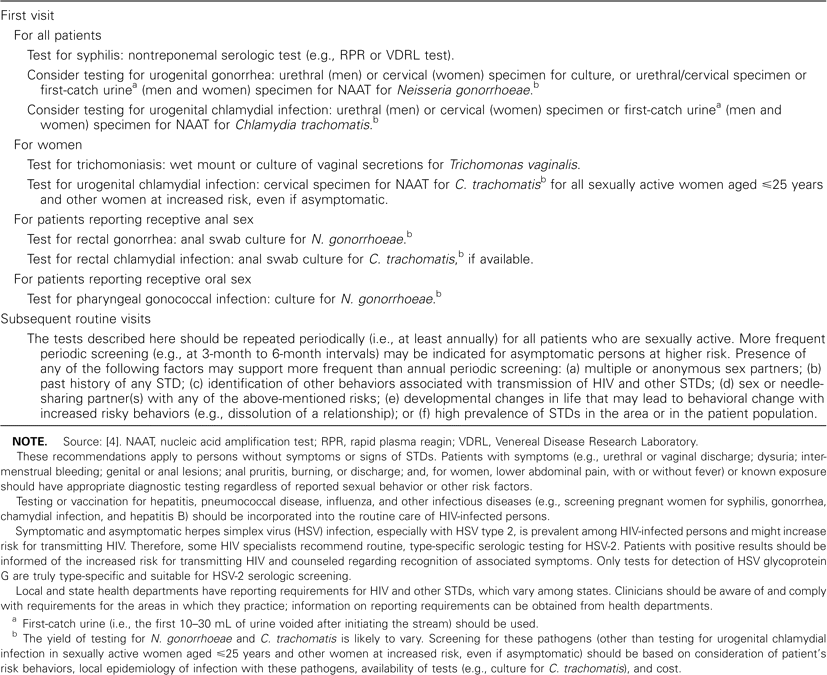 First visit
For all patients
Test for syphilis: nontreponemal serologic test (e.g., RPR or VDRL test).
Consider testing for urogenital gonorrhea: urethral (men) or cervical (women) specimen for culture, or urethral/cervical specimen or
first-catch urineᵃ (men and women) specimen for NAAT for Neisseria gonorrhoeae.ᵇ
Consider testing for urogenital chlamydial infection: urethral (men) or cervical (women) specimen or first-catch urineᵃ (men and
women) specimen for NAAT for Chlamydia trachomatis.ᵇ
For women
Test for trichomoniasis: wet mount or culture of vaginal secretions for Trichomonas vaginalis.
Test for urogenital chlamydial infection: cervical specimen for NAAT for C. trachomatisᵇ for all sexually active women aged ⩽25 years
and other women at increased risk, even if asymptomatic.
For patients reporting receptive anal sex
Test for rectal gonorrhea: anal swab culture for N. gonorrhoeae.ᵇ
Test for rectal chlamydial infection: anal swab culture for C. trachomatis,ᵇ if available.
For patients reporting receptive oral sex
Test for pharyngeal gonococcal infection: culture for N. gonorrhoeae.ᵇ
Subsequent routine visits
The tests described here should be repeated periodically (i.e., at least annually) for all patients who are sexually active. More frequent
periodic screening (e.g., at 3-month to 6-month intervals) may be indicated for asymptomatic persons at higher risk. Presence of
any of the following factors may support more frequent than annual periodic screening: (a) multiple or anonymous sex partners; (b)
past history of any STD; (c) identification of other behaviors associated with transmission of HIV and other STDs; (d) sex or needle-
sharing partner(s) with any of the above-mentioned risks; (e) developmental changes in life that may lead to behavioral change with
increased risky behaviors (e.g., dissolution of a relationship); or (f) high prevalence of STDs in the area or in the patient population.
NOTE. Source: [4]. NAAT, nucleic acid amplification test; RPR, rapid plasma reagin; VDRL, Venereal Disease Research Laboratory.
These recommendations apply to persons without symptoms or signs of STDs. Patients with symptoms (e.g., urethral or vaginal discharge; dysuria; inter-
menstrual bleeding; genital or anal lesions; anal pruritis, burning, or discharge; and, for women, lower abdominal pain, with or without fever) or known exposure
should have appropriate diagnostic testing regardless of reported sexual behavior or other risk factors.
Testing or vaccination for hepatitis, pneumococcal disease, influenza, and other infectious diseases (e.g., screening pregnant women for syphilis, gonorrhea,
chamydial infection, and hepatitis B) should be incorporated into the routine care of HIV-infected persons.
Symptomatic and asymptomatic herpes simplex virus (HSV) infection, especially with HSV type 2, is prevalent among HIV-infected persons and might increase
risk for transmitting HIV. Therefore, some HIV specialists recommend routine, type-specific serologic testing for HSV-2. Patients with positive results should be
informed of the increased risk for transmitting HIV and counseled regarding recognition of associated symptoms. Only tests for detection of HSV glycoprotein
G are truly type-specific and suitable for HSV-2 serologic screening.
Local and state health departments have reporting requirements for HIV and other STDs, which vary among states. Clinicians should be aware of and comply
with requirements for the areas in which they practice; information on reporting requirements can be obtained from health departments.
ᵃ First-catch urine (i.e., the first 10–30 mL of urine voided after initiating the stream) should be used.
ᵇ The yield of testing for N. gonorrhoeae and C. trachomatis is likely to vary. Screening for these pathogens (other than testing for urogenital chlamydial
infection in sexually active women aged ⩽25 years and other women at increased risk, even if asymptomatic) should be based on consideration of patient's
risk behaviors, local epidemiology of infection with these pathogens, availability of tests (e.g., culture for C. trachomatis), and cost.